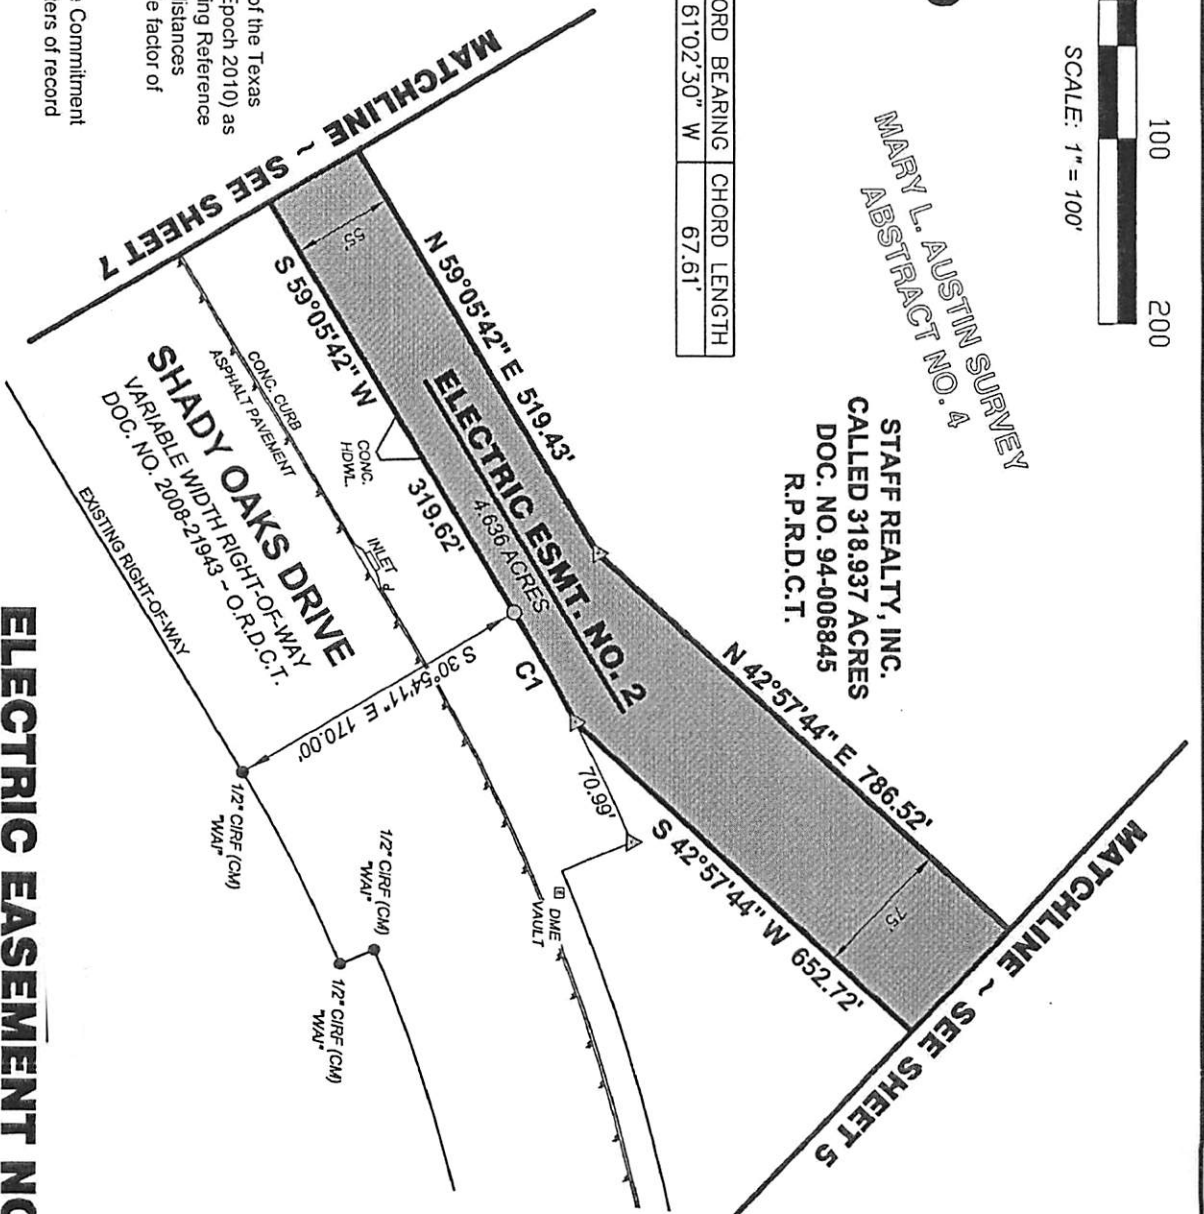 100
200
SCALE: 1"= 100'
MARY L. AUSTIN SURVEY
ABSTRACT NO. 4
STAFF REALTY, INC.
CALLED 318.937 ACRES
DOC. NO. 94-006845
R.P.R.D.C.T.
ORD BEARING CHORD LENGTH
61°02'30" W 67.61'
of the Texas
Epoch 2010) as
ing Reference
istances
e factor of
Commitment
ers of record
MATCHLINE ~ SEE SHEET 7
N 59°05'42" E 519.43'
55'
S 59°05'42" W
319.62'
ELECTRIC ESMT. NO. 2
4.636 ACRES
C1
N 42°57'44" E 786.52'
75'
S 42°57'44" W 652.72'
70.99'
MATCHLINE ~ SEE SHEET 5
CONC.
HDWL.
CONC. CURB
ASPHALT PAVEMENT
INLET
SHADY OAKS DRIVE
VARIABLE WIDTH RIGHT-OF-WAY
DOC. NO. 2008-21943 ~ O.R.D.C.T.
EXISTING RIGHT-OF-WAY
S 30°54'11" E 170.00'
1/2" CIRF (CM)
"WAI"
1/2" CIRF (CM)
"WAI"
1/2" CIRF (CM)
"WAI"
E DME
VAULT
ELECTRIC EASEMENT NO